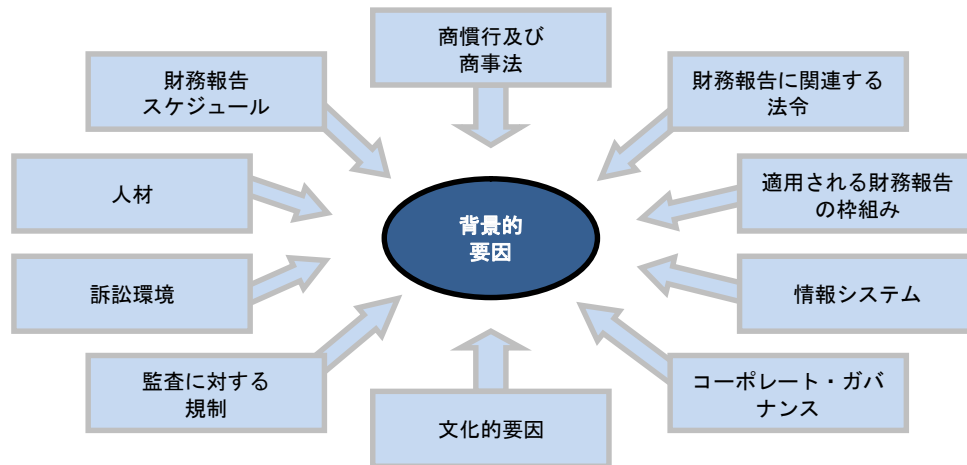 商慣行及び
商事法
財務報告
スケジュール
財務報告に関連する
法令
人材
適用される財務報告
の枠組み
背景的
要因
訴訟環境
情報システム
監査に対する
規制
文化的要因
コーポレート・ガバ
ナンス